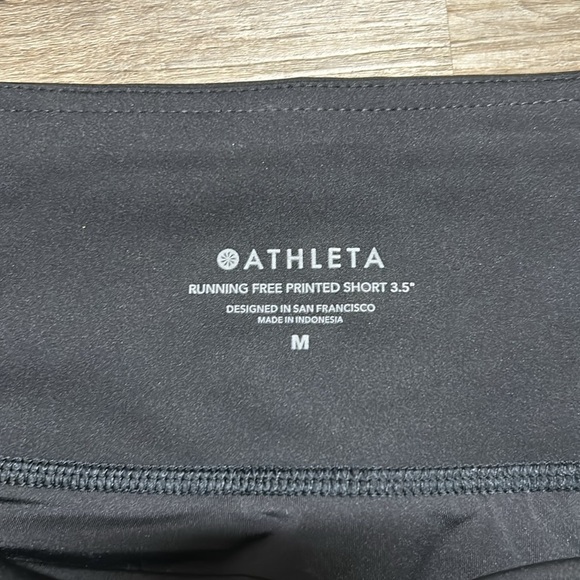 ATHLETA
RUNNING FREE PRINTED SHORT 3.5"
DESIGNED IN SAN FRANCISCO
MADE IN INDONESIA
M